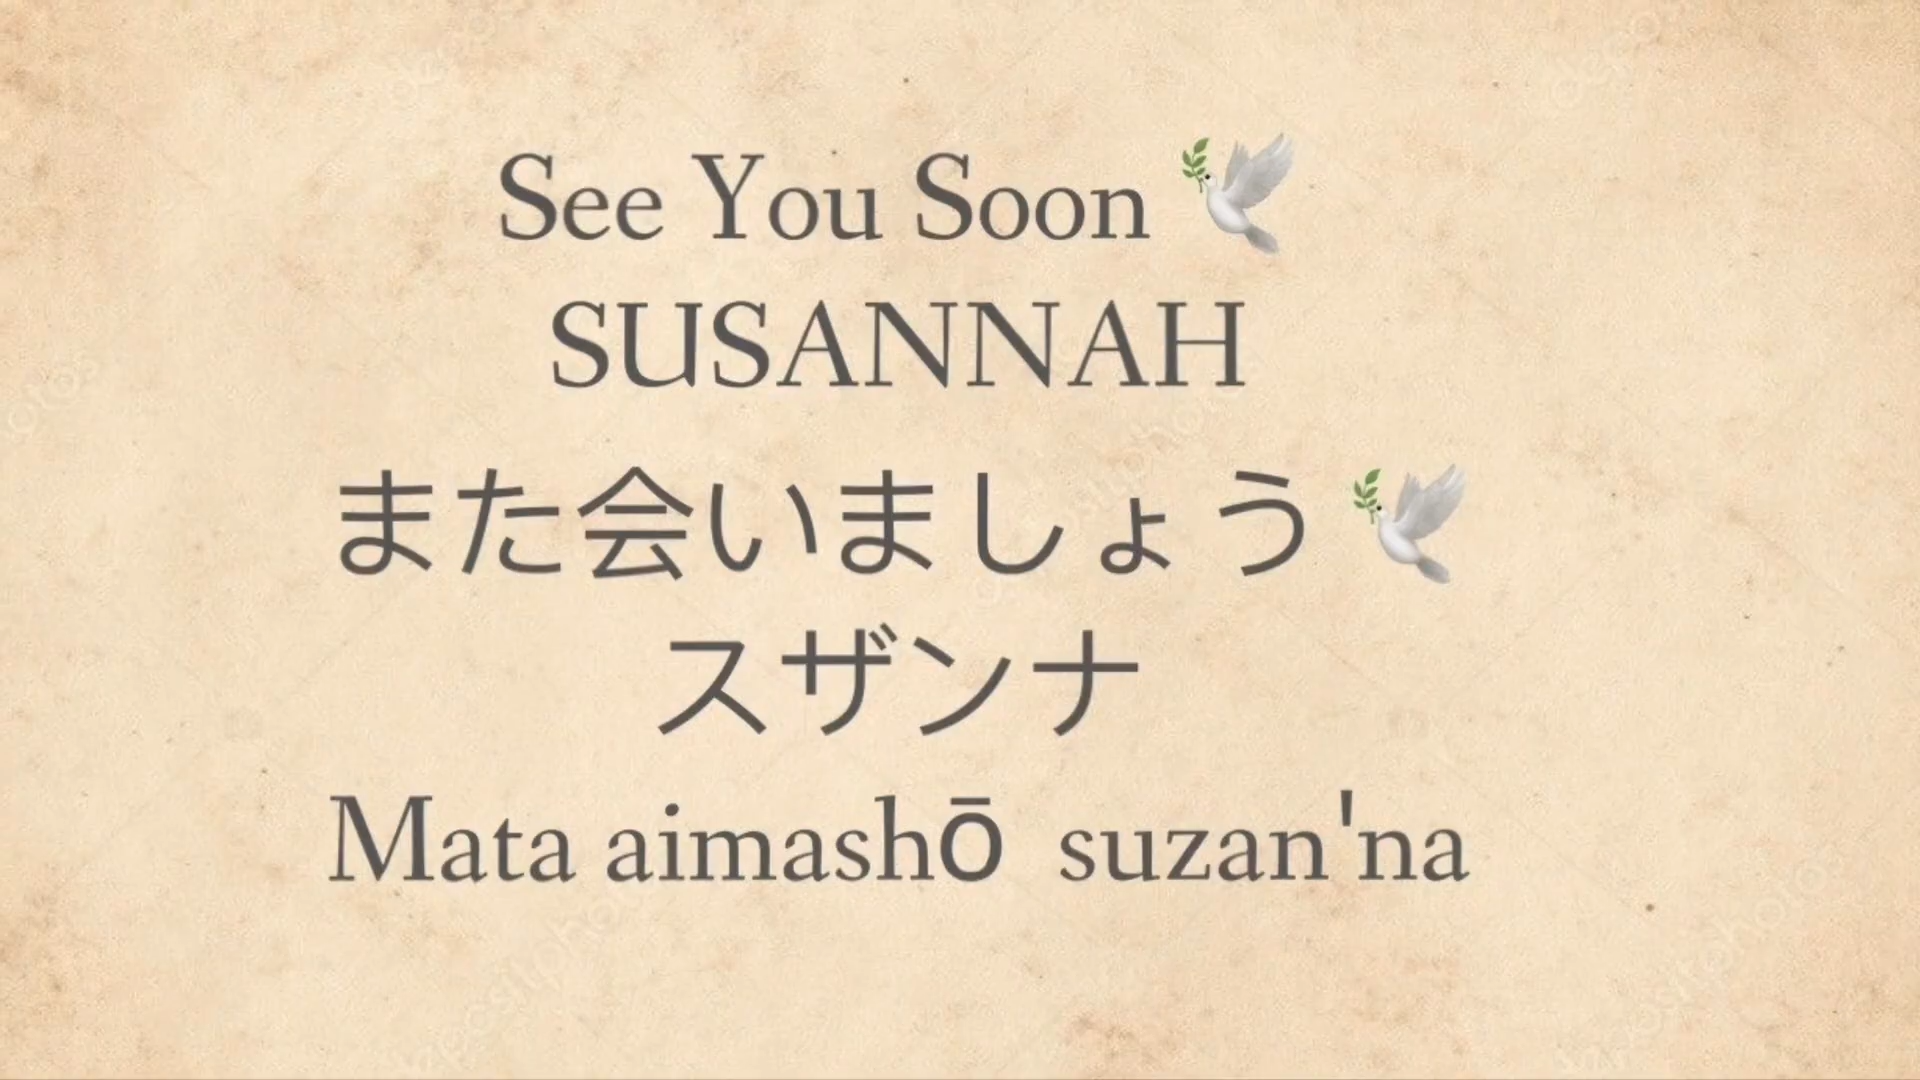 See You Soon 🕊️
SUSANNAH
また会いましょう 🕊️
スザンナ
Mata aimashō suzan'na
depositphotos